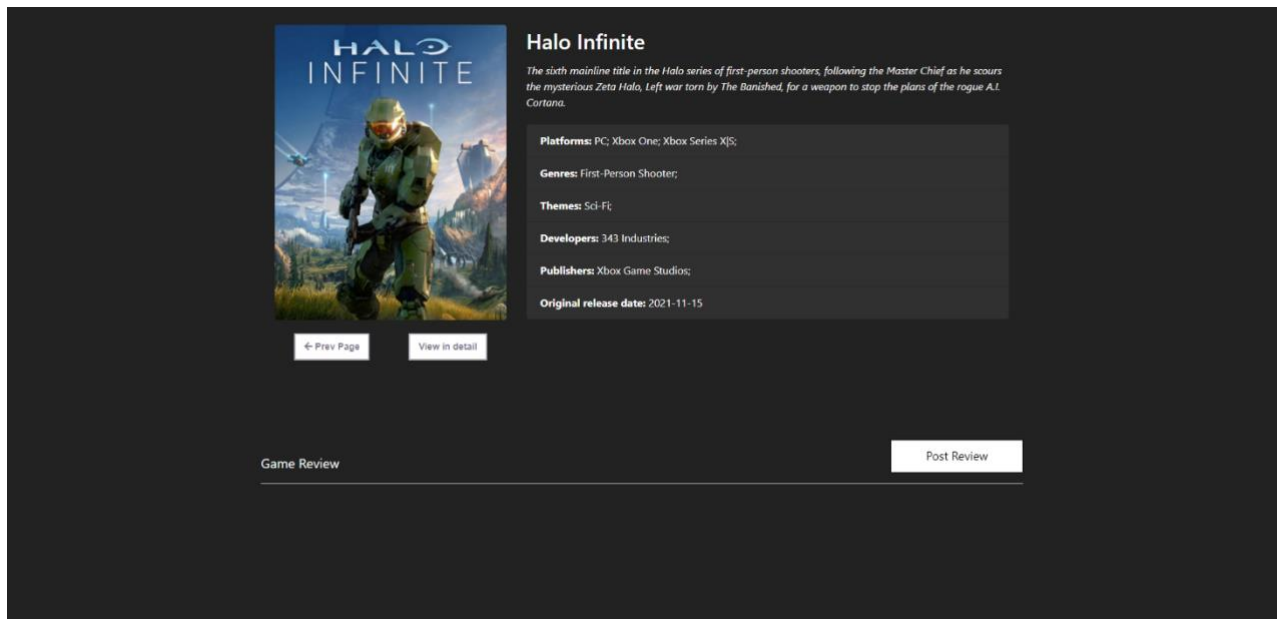 HALO
INFINITE
Halo Infinite
The sixth mainline title in the Halo series of first-person shooters, following the Master Chief as he scours
the mysterious Zeta Halo, Left war torn by The Banished, for a weapon to stop the plans of the rogue A.I.
Cortana.
Platforms: PC; Xbox One; Xbox Series X|S;
Genres: First-Person Shooter;
Themes: Sci-Fi;
Developers: 343 Industries;
Publishers: Xbox Game Studios;
Original release date: 2021-11-15
← Prev Page
View in detail
Game Review
Post Review